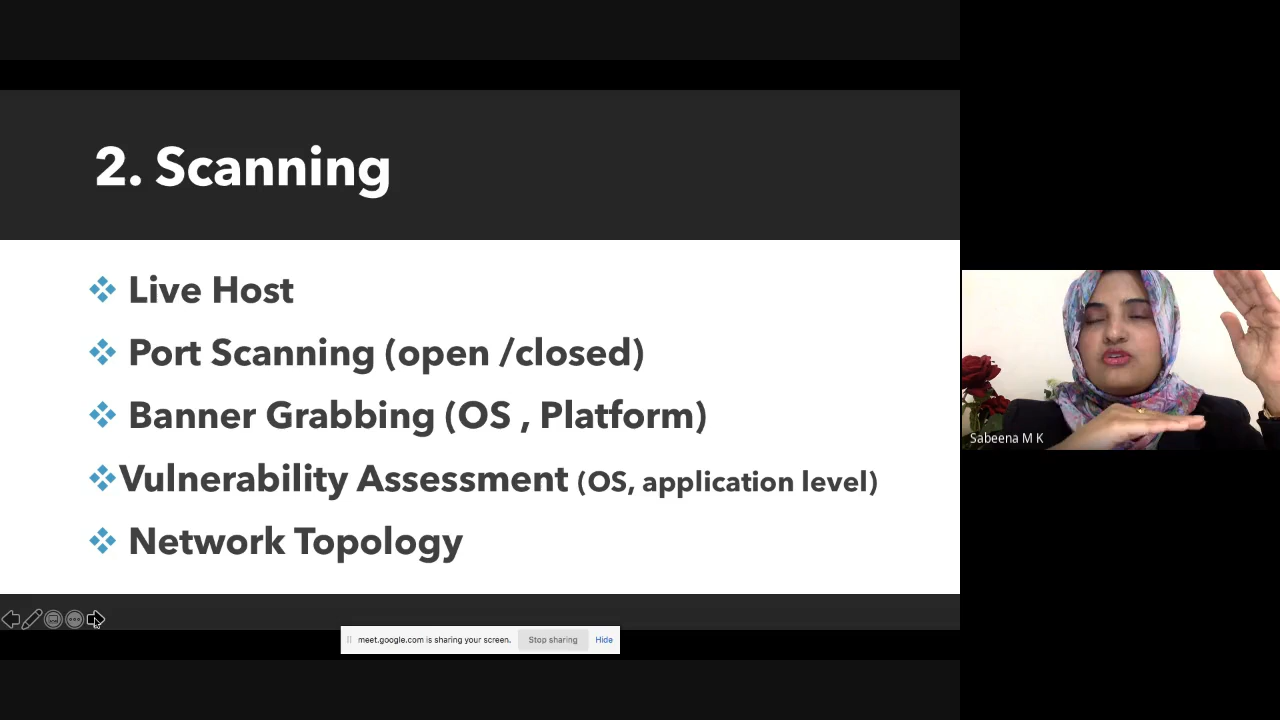 2. Scanning
Live Host
Port Scanning (open /closed)
Banner Grabbing (OS , Platform)
Vulnerability Assessment (OS, application level)
Network Topology
Sabeena M K
meet.google.com is sharing your screen.
Stop sharing
Hide